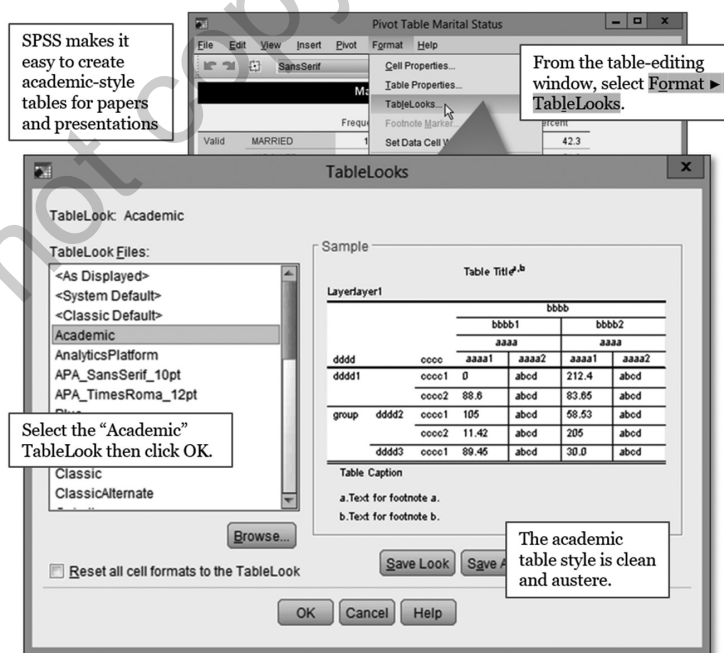 SPSS makes it
easy to create
academic-style
tables for papers
and presentations
Pivot Table Marital Status
File Edit View Insert Pivot Format Help
SansSerif
Cell Properties...
Table Properties...
TableLooks...
Footnote Marker
Set Data Cell
Ma
Freque
ercent
Valid MARRIED 1 42.3
From the table-editing
window, select Format ►
TableLooks.
not copy
TableLooks
x
TableLook: Academic
TableLook Files:
<As Displayed>
<System Default>
<Classic Default>
Academic
AnalyticsPlatform
APA_SansSerif_10pt
APA_TimesRoma_12pt
Select the “Academic”
TableLook then click OK.
Classic
ClassicAlternate
Browse...
Reset all cell formats to the TableLook
Sample
Table Title a,b
Layerlayer1
bbbb
bbbb1 bbbb2
aaaa aaaa
dddd cccc aaaa1 aaaa2 aaaa1 aaaa2
dddd1 cccc1 0 abcd 212.4 abcd
cccc2 88.6 abcd 83.65 abcd
group dddd2 cccc1 105 abcd 58.53 abcd
cccc2 11.42 abcd 205 abcd
dddd3 cccc1 89.45 abcd 30.0 abcd
Table Caption
a.Text for footnote a.
b.Text for footnote b.
Save Look Save A
The academic
table style is clean
and austere.
OK Cancel Help